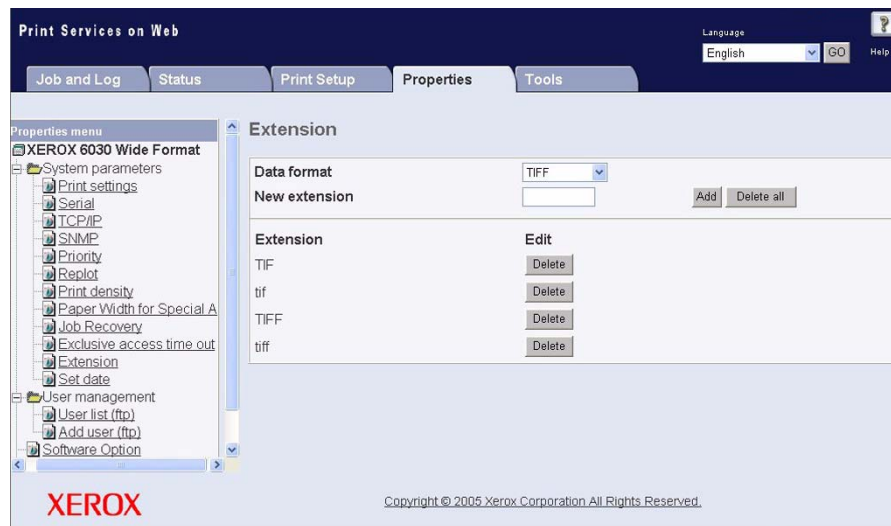 Print Services on Web
Language
English GO
Help
Job and Log Status Print Setup Properties Tools
Properties menu
XEROX 6030 Wide Format
System parameters
Print settings
Serial
TCP/IP
SNMP
Priority
Replot
Print density
Paper Width for Special A
Job Recovery
Exclusive access time out
Extension
Set date
User management
User list (ftp)
Add user (ftp)
Software Option
Extension
Data format TIFF
New extension Add Delete all
Extension Edit
TIF Delete
tif Delete
TIFF Delete
tiff Delete
XEROX
Copyright © 2005 Xerox Corporation All Rights Reserved.